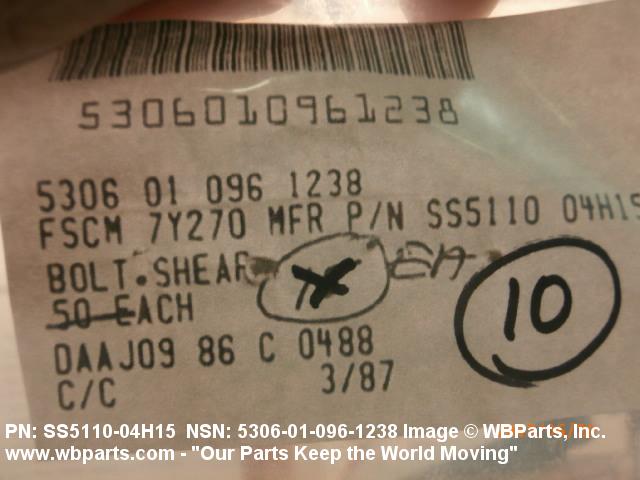 5306010961238
5306 01 096 1238
FSCM 7Y270 MFR P/N SS5110 04H15
BOLT.SHEAR EA
50 EACH 10
DAAJ09 86 C 0488
C/C 3/87
PN: SS5110-04H15 NSN: 5306-01-096-1238 Image © WBParts, Inc.
www.wbparts.com - "Our Parts Keep the World Moving"